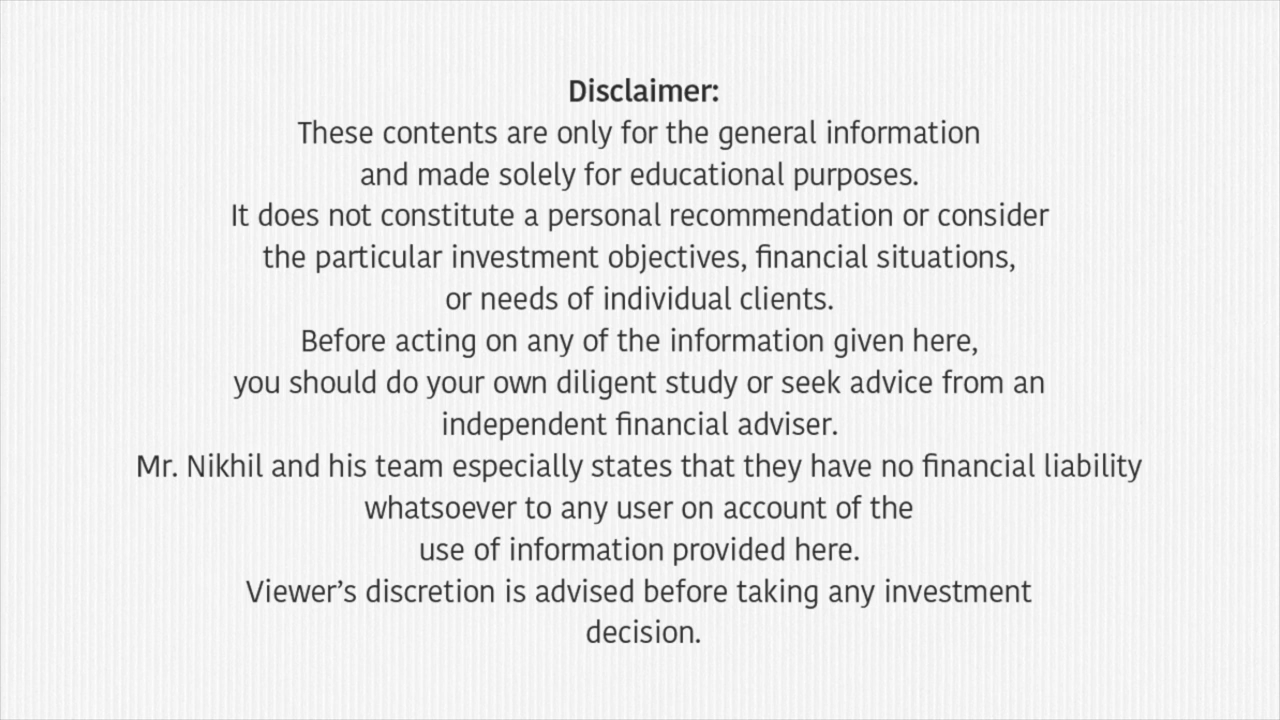 Disclaimer:
These contents are only for the general information
and made solely for educational purposes.
It does not constitute a personal recommendation or consider
the particular investment objectives, financial situations,
or needs of individual clients.
Before acting on any of the information given here,
you should do your own diligent study or seek advice from an
independent financial adviser.
Mr. Nikhil and his team especially states that they have no financial liability
whatsoever to any user on account of the
use of information provided here.
Viewer’s discretion is advised before taking any investment
decision.